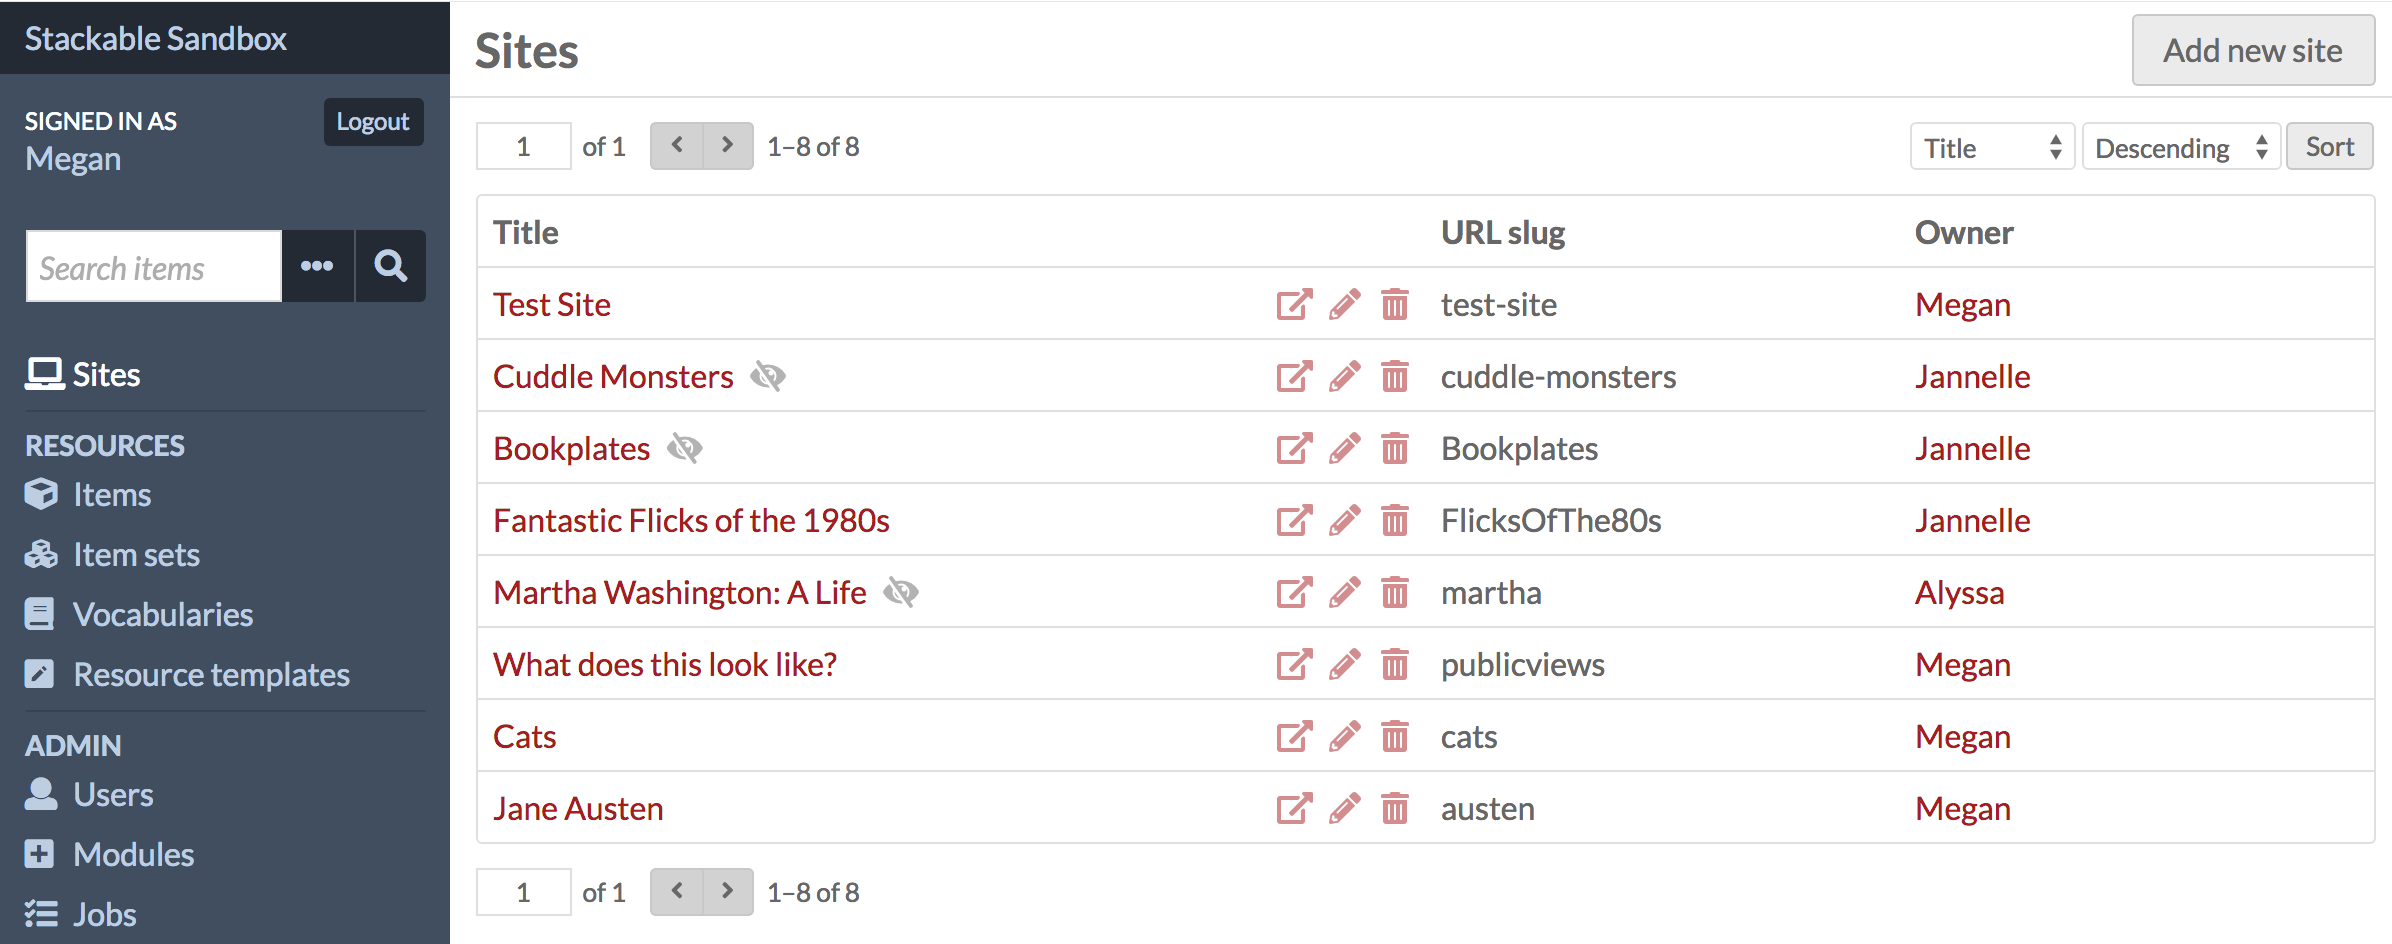 Stackable Sandbox
SIGNED IN AS
Megan
Logout
Search items
Sites
RESOURCES
Items
Item sets
Vocabularies
Resource templates
ADMIN
Users
Modules
Jobs
Sites
Add new site
1 of 1 1–8 of 8
Title Descending Sort
Title URL slug Owner
Test Site test-site Megan
Cuddle Monsters cuddle-monsters Jannelle
Bookplates Bookplates Jannelle
Fantastic Flicks of the 1980s FlicksOfThe80s Jannelle
Martha Washington: A Life martha Alyssa
What does this look like? publicviews Megan
Cats cats Megan
Jane Austen austen Megan
1 of 1 1–8 of 8